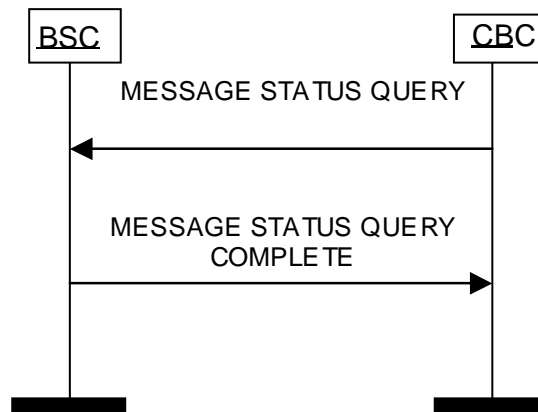 BSC
CBC
MESSAGE STATUS QUERY
MESSAGE STATUS QUERY
COMPLETE